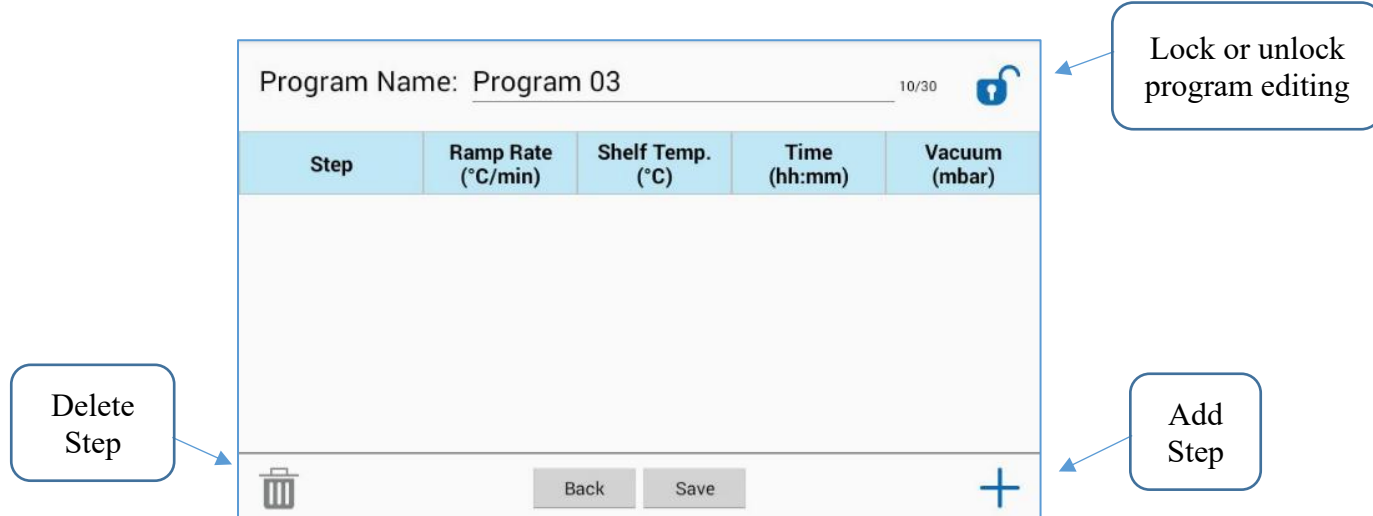 Lock or unlock
program editing
Program Name: Program 03 10/30
Step Ramp Rate (°C/min) Shelf Temp. (°C) Time (hh:mm) Vacuum (mbar)
Delete
Step
Add
Step
Back Save